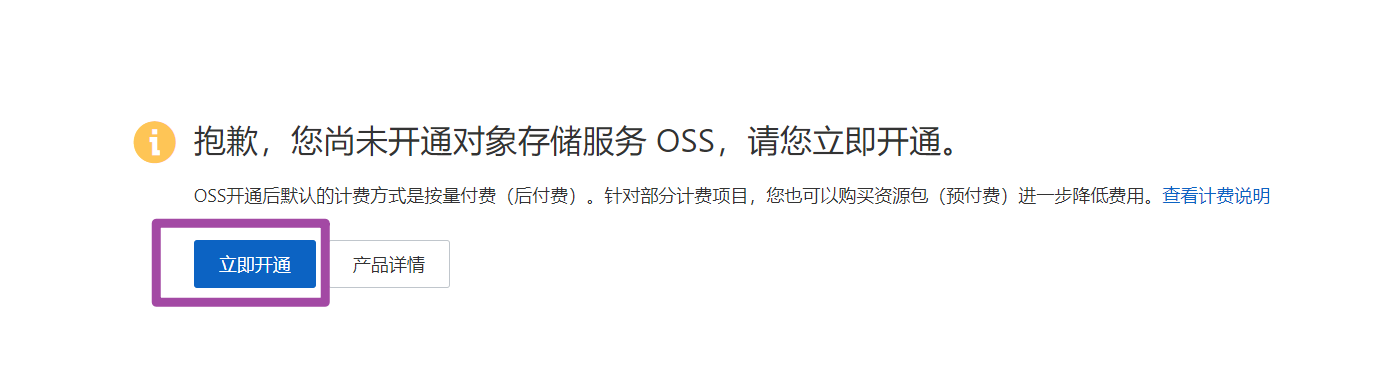 抱歉，您尚未开通对象存储服务 OSS，请您立即开通。
OSS开通后默认的计费方式是按量付费（后付费）。针对部分计费项目，您也可以购买资源包（预付费）进一步降低费用。查看计费说明
立即开通 产品详情